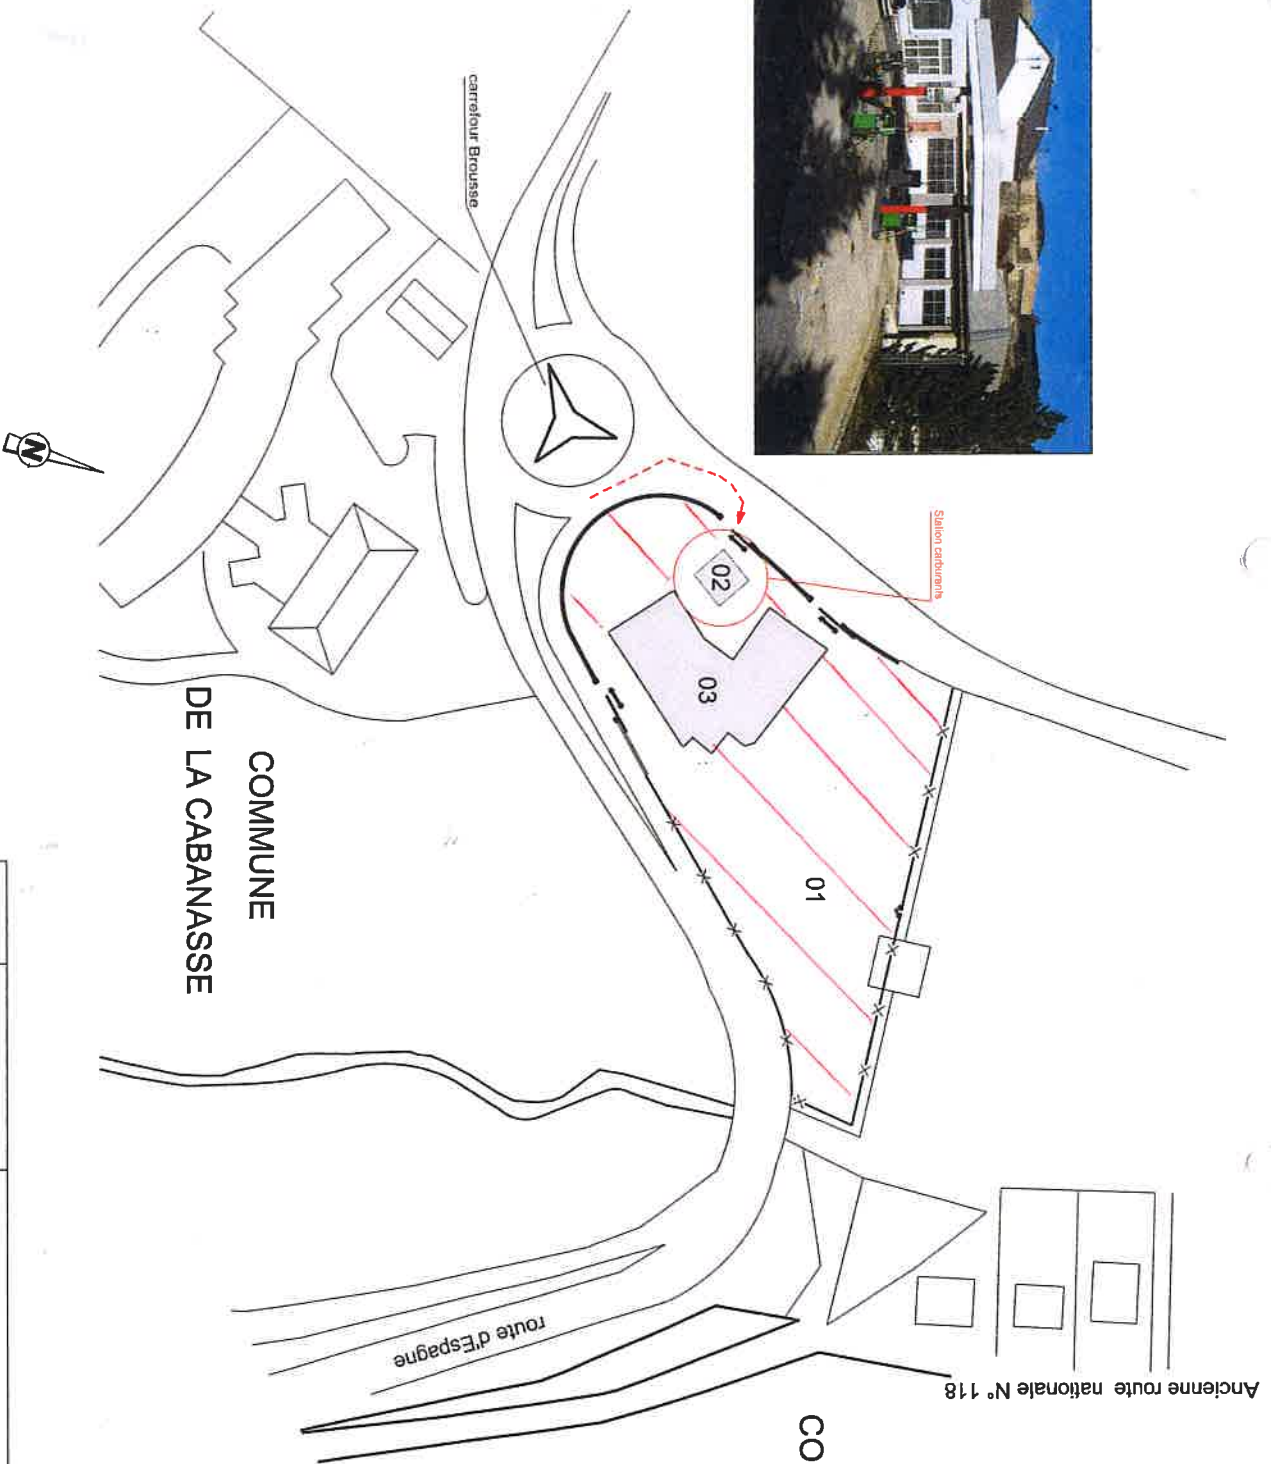 carrefour Brousse
Station carburants
02
03
01
N
COMMUNE
DE LA CABANASSE
route d'Espagne
Ancienne route nationale N° 118
CO